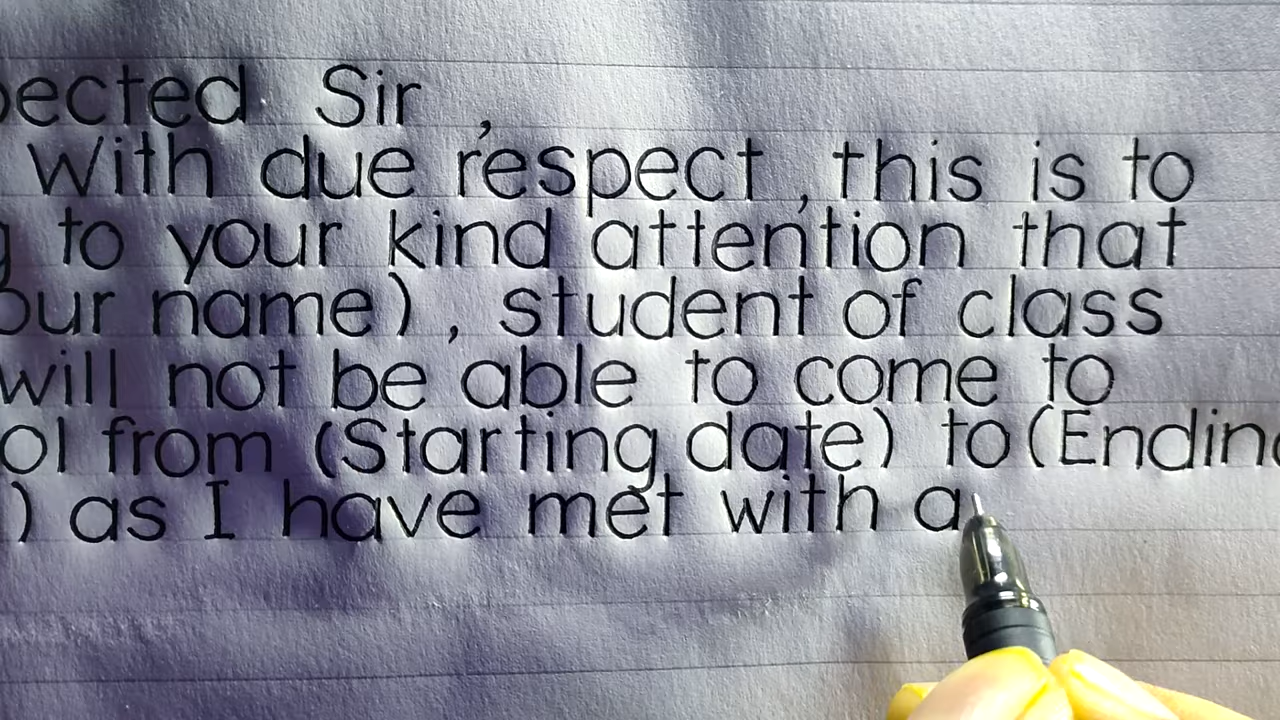 pected Sir ,
With due respect , this is to
g to your kind attention that
our name) , student of class
will not be able to come to
ol from (Starting date) to (Endin
) as I have met with a